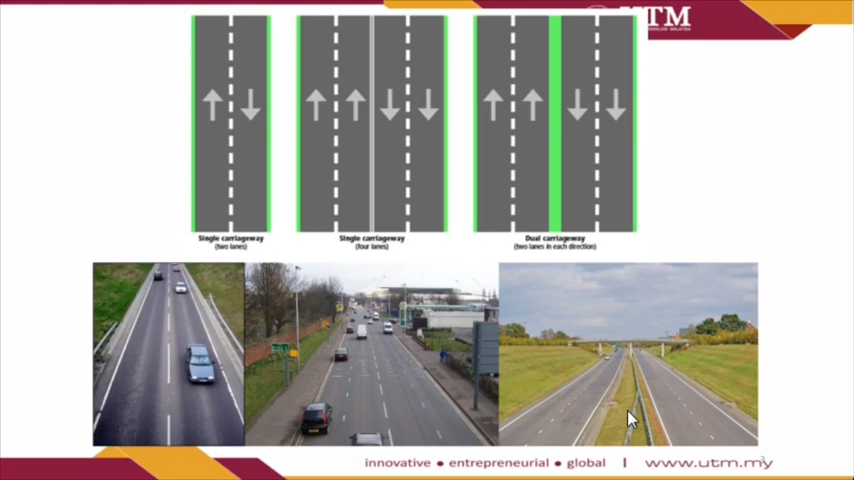 UTM
Single carriageway
(two lanes)
Single carriageway
(four lanes)
Dual carriageway
(two lanes in each direction)
innovative ● entrepreneurial ● global | www.utm.my
3